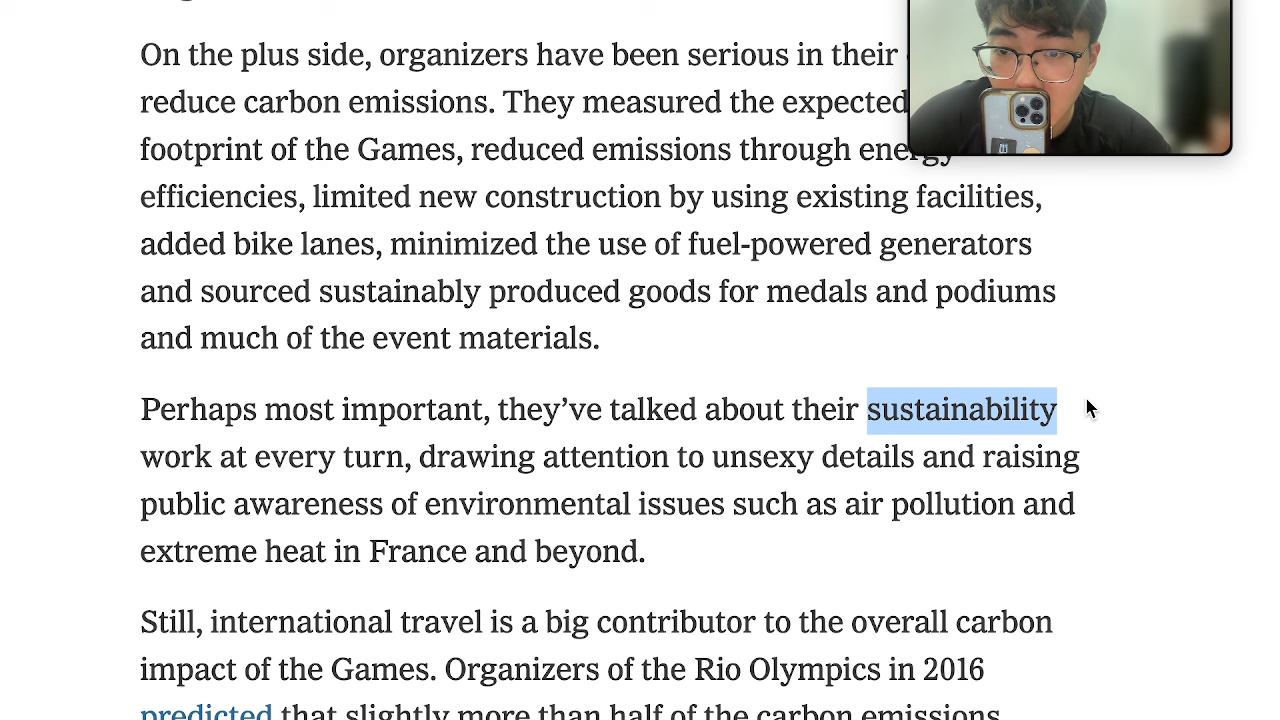 On the plus side, organizers have been serious in their
reduce carbon emissions. They measured the expected
footprint of the Games, reduced emissions through energy
efficiencies, limited new construction by using existing facilities,
added bike lanes, minimized the use of fuel-powered generators
and sourced sustainably produced goods for medals and podiums
and much of the event materials.
Perhaps most important, they’ve talked about their sustainability
work at every turn, drawing attention to unsexy details and raising
public awareness of environmental issues such as air pollution and
extreme heat in France and beyond.
Still, international travel is a big contributor to the overall carbon
impact of the Games. Organizers of the Rio Olympics in 2016
predicted that slightly more than half of the carbon emissions